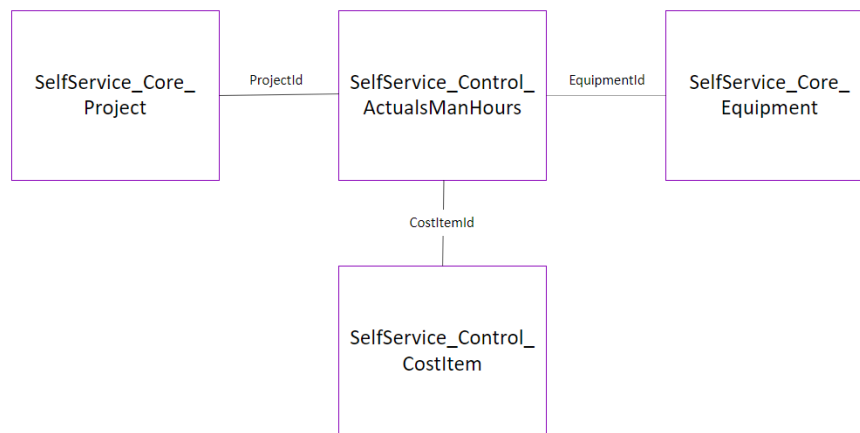 SelfService_Core_
Project
ProjectId
SelfService_Control_
ActualsManHours
EquipmentId
SelfService_Core_
Equipment
CostItemId
SelfService_Control_
CostItem